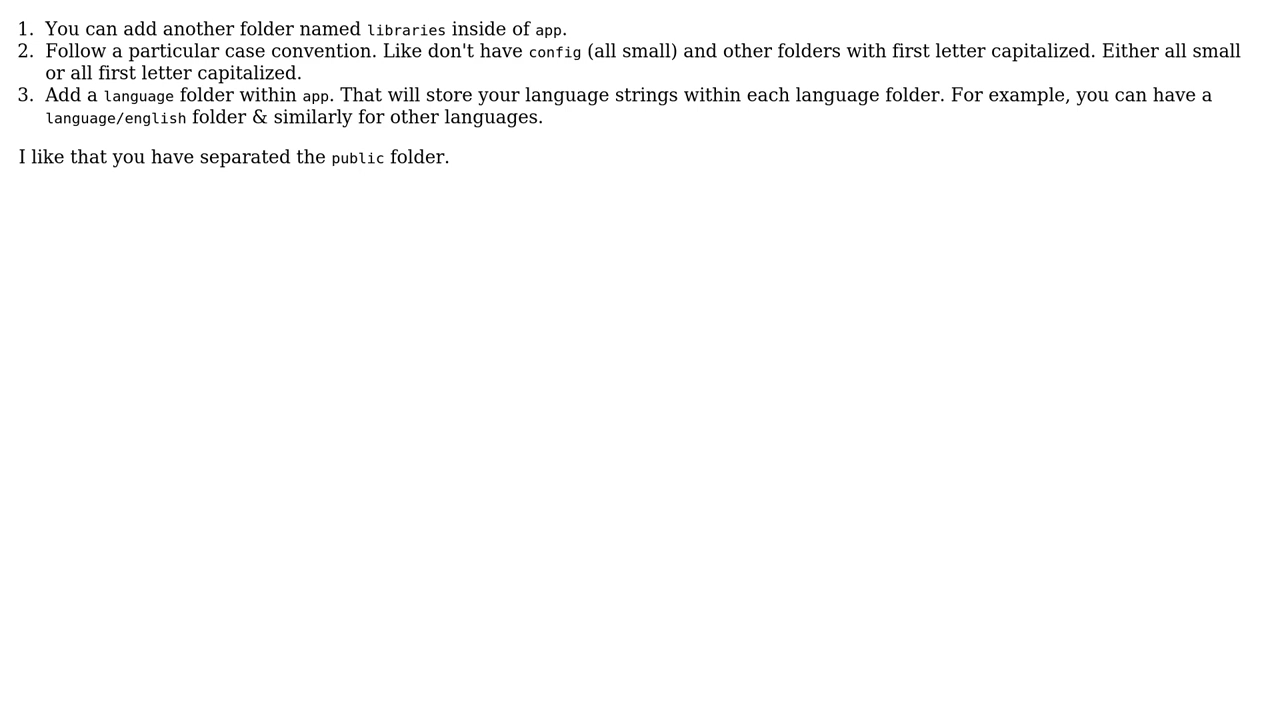 1. You can add another folder named libraries inside of app.
2. Follow a particular case convention. Like don't have config (all small) and other folders with first letter capitalized. Either all small
or all first letter capitalized.
3. Add a language folder within app. That will store your language strings within each language folder. For example, you can have a
language/english folder & similarly for other languages.
I like that you have separated the public folder.